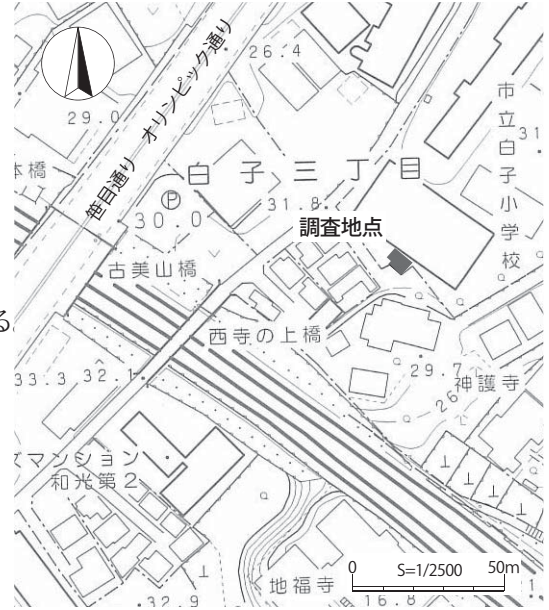 笹目通り オリンピック通り
26.4
29.0
本橋
市立白子小学校
31.
白子三丁目
P
30.0
31.8
調査地点
古美山橋
る
西寺の上橋
33.3
32.1
29.7
神護寺
26
マンション
和光第2
地福寺
32.9
16.8
0 S=1/2500 50m